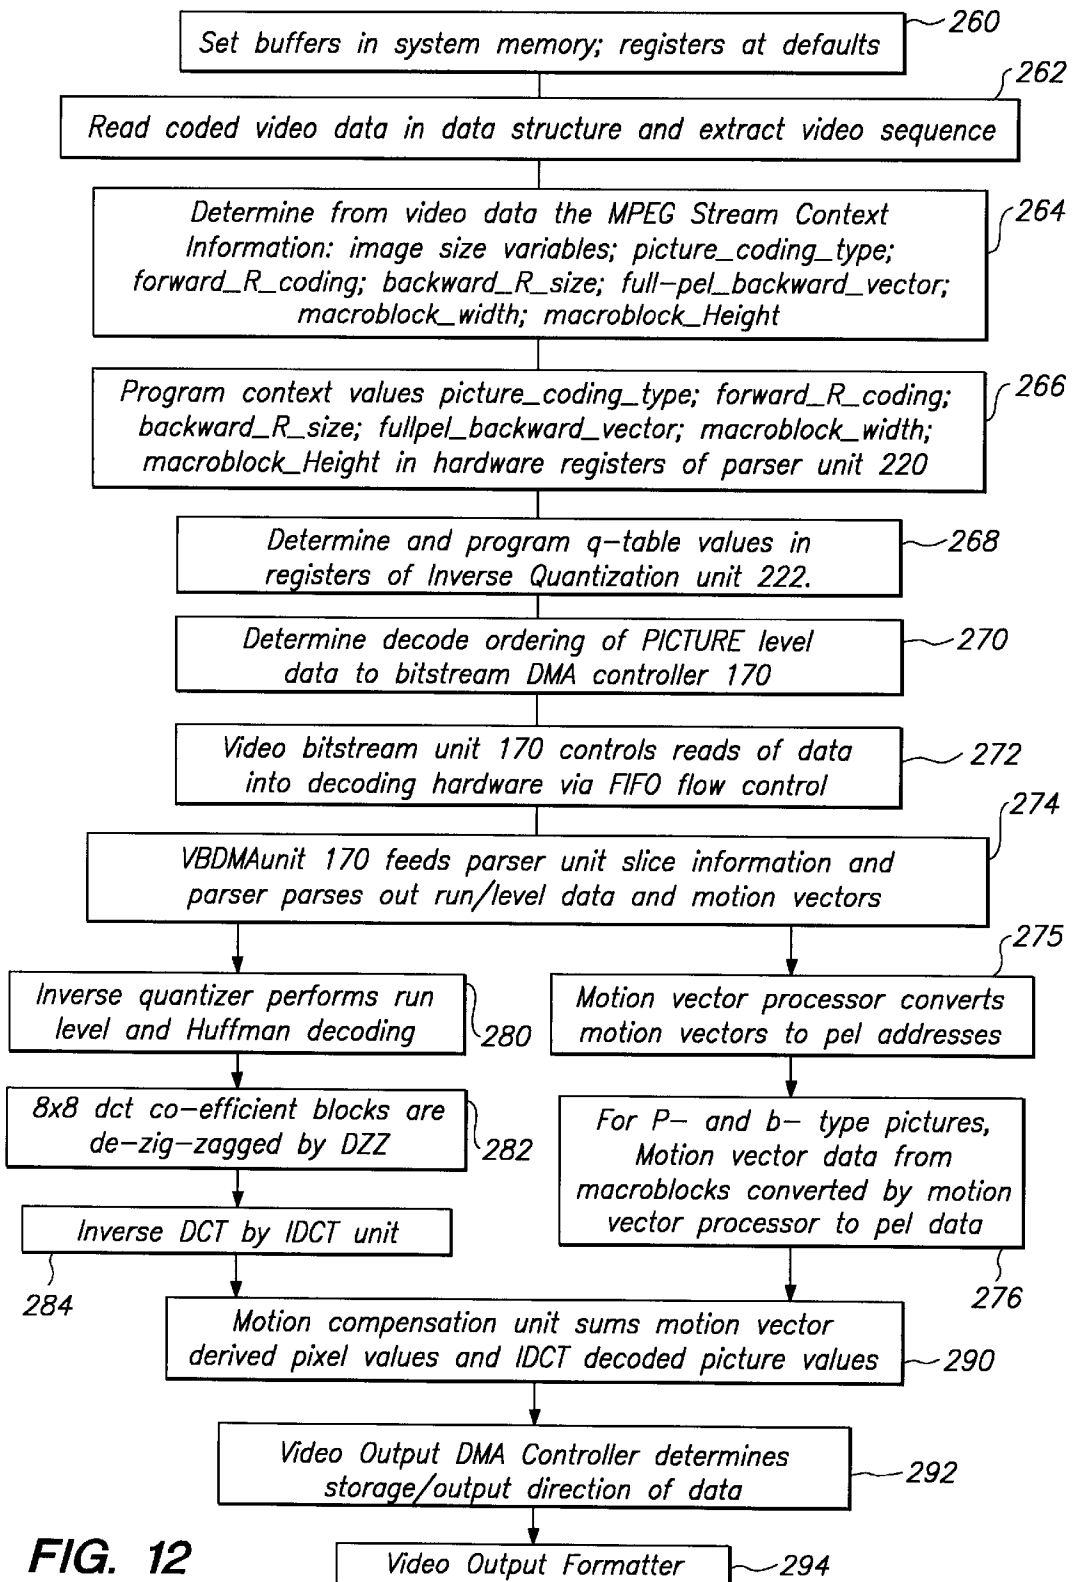 Set buffers in system memory; registers at defaults
260
262
Read coded video data in data structure and extract video sequence
Determine from video data the MPEG Stream Context
Information: image size variables; picture_coding_type;
forward_R_coding; backward_R_size; full-pel_backward_vector;
macroblock_width; macroblock_Height
264
Program context values picture_coding_type; forward_R_coding;
backward_R_size; fullpel_backward_vector; macroblock_width;
macroblock_Height in hardware registers of parser unit 220
266
Determine and program q-table values in
registers of Inverse Quantization unit 222.
268
Determine decode ordering of PICTURE level
data to bitstream DMA controller 170
270
Video bitstream unit 170 controls reads of data
into decoding hardware via FIFO flow control
272
274
VBDMAunit 170 feeds parser unit slice information and
parser parses out run/level data and motion vectors
Inverse quantizer performs run
level and Huffman decoding
280
8x8 dct co-efficient blocks are
de-zig-zagged by DZZ
282
Inverse DCT by IDCT unit
284
275
Motion vector processor converts
motion vectors to pel addresses
For P- and b- type pictures,
Motion vector data from
macroblocks converted by motion
vector processor to pel data
276
Motion compensation unit sums motion vector
derived pixel values and IDCT decoded picture values
290
Video Output DMA Controller determines
storage/output direction of data
292
Video Output Formatter
294
FIG. 12